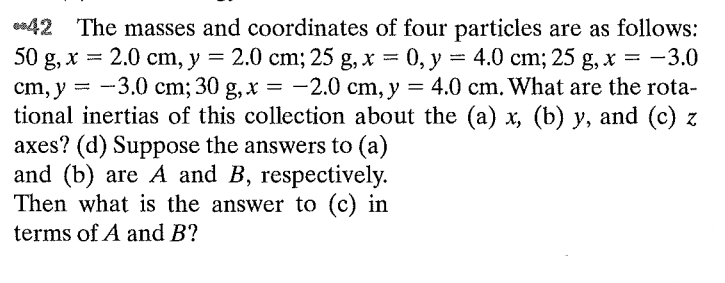 ••42 The masses and coordinates of four particles are as follows:
50 g, x = 2.0 cm, y = 2.0 cm; 25 g, x = 0, y = 4.0 cm; 25 g, x = −3.0
cm, y = −3.0 cm; 30 g, x = −2.0 cm, y = 4.0 cm. What are the rota-
tional inertias of this collection about the (a) x, (b) y, and (c) z
axes? (d) Suppose the answers to (a)
and (b) are A and B, respectively.
Then what is the answer to (c) in
terms of A and B?